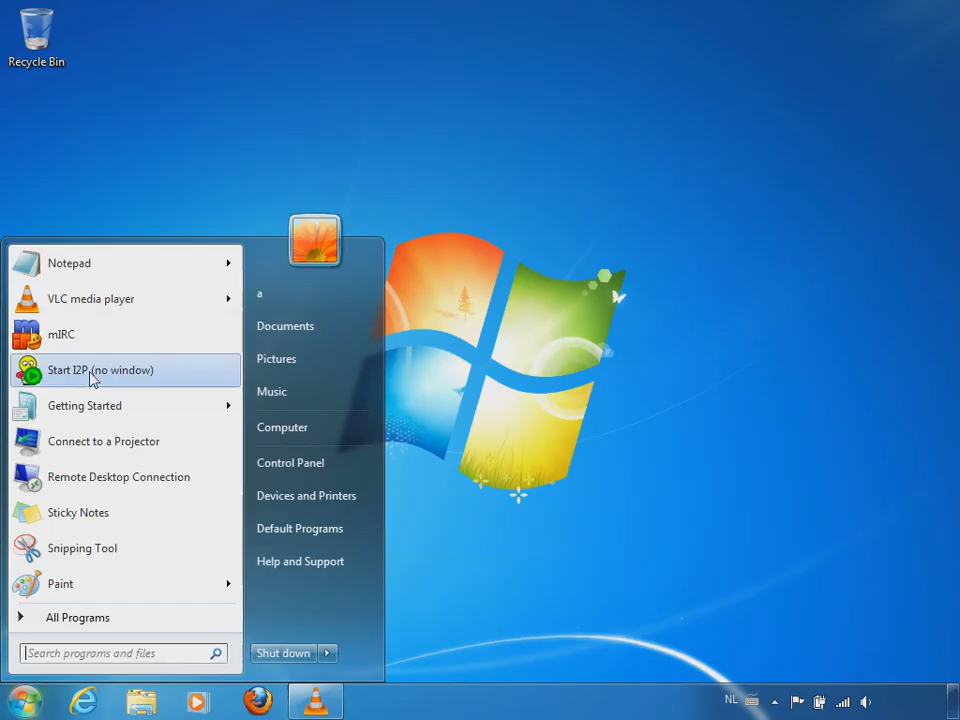 Recycle Bin
Notepad
VLC media player
mIRC
Start I2P (no window)
Getting Started
Connect to a Projector
Remote Desktop Connection
Sticky Notes
Snipping Tool
Paint
All Programs
Search programs and files
a
Documents
Pictures
Music
Computer
Control Panel
Devices and Printers
Default Programs
Help and Support
Shut down
NL